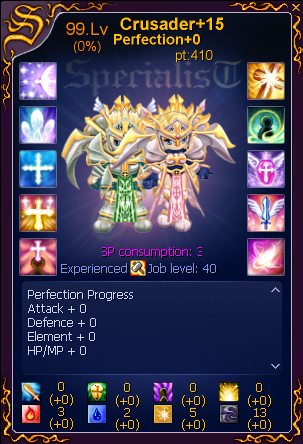 99.Lv Crusader+15
(0%) Perfection+0
pt:410
SpecialisT
SP consumption: 3
Experienced Job level: 40
Perfection Progress
Attack + 0
Defence + 0
Element + 0
HP/MP + 0
0 0 0 0
(+0) (+0) (+0) (+0)
3 2 5 13
(+0) (+0) (+0) (+0)